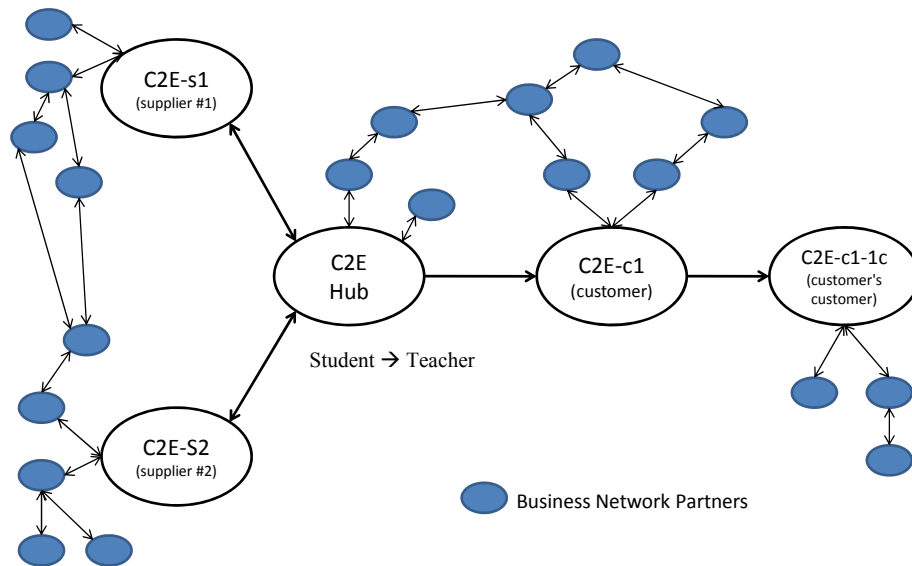 C2E-s1
(supplier #1)
C2E
Hub
C2E-c1
(customer)
C2E-c1-1c
(customer's
customer)
Student → Teacher
C2E-S2
(supplier #2)
Business Network Partners